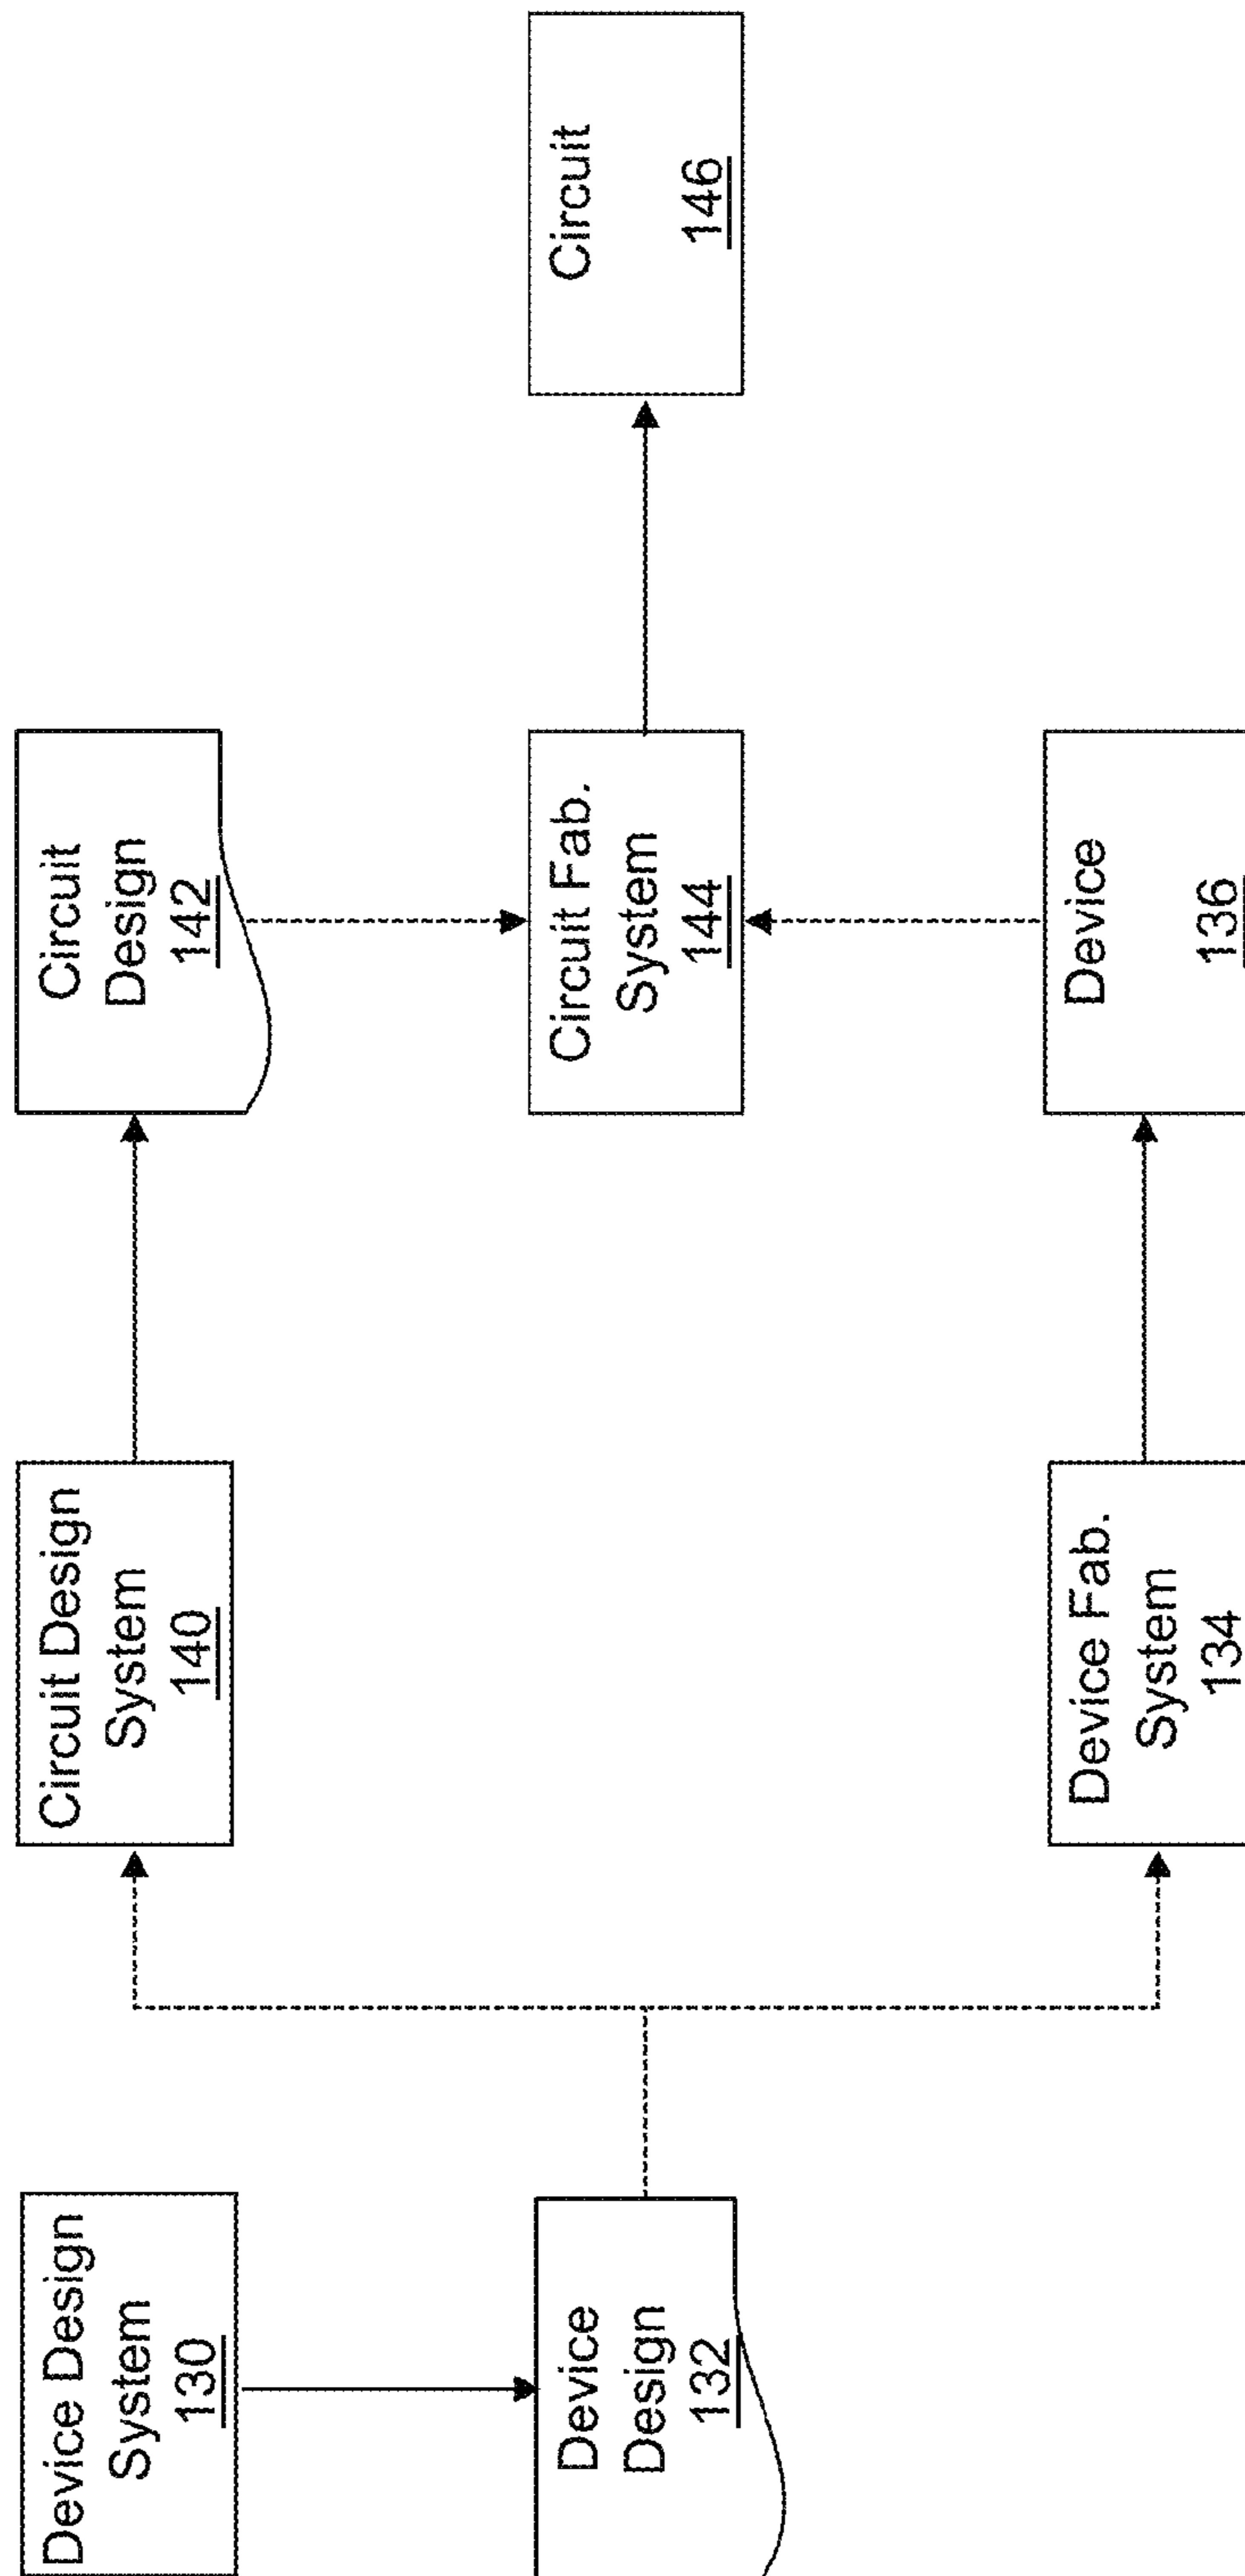 Device Design
System
130
Device
Design
132
Circuit Design
System
140
Device Fab.
System
134
Circuit
Design
142
Circuit Fab.
System
144
Device
136
Circuit
146